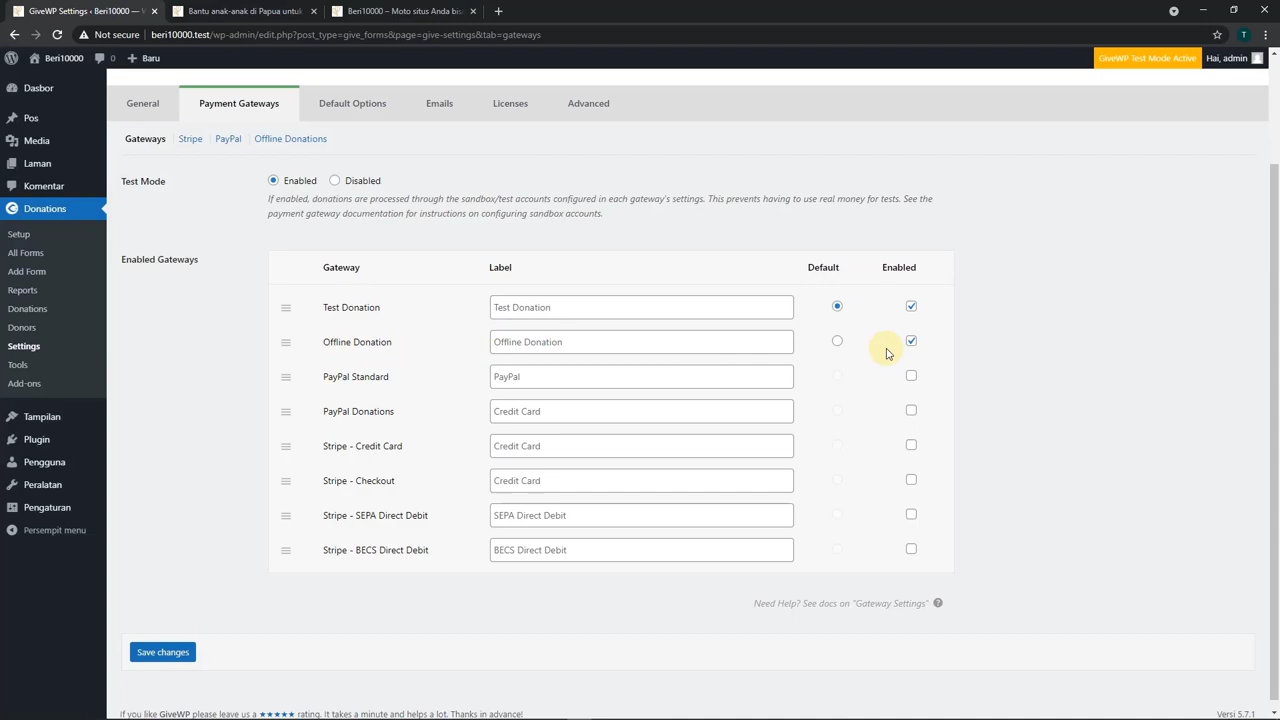 GiveWP Settings ‹ Beri10000 — W
Bantu anak-anak di Papua untuk
Beri10000 – Moto situs Anda bisa
Not secure
beri10000.test/wp-admin/edit.php?post_type=give_forms&page=give-settings&tab=gateways
T
Beri10000
0
Baru
GiveWP Test Mode Active
Hai, admin
Dasbor
Pos
Media
Laman
Komentar
Donations
Setup
All Forms
Add Form
Reports
Donations
Donors
Settings
Tools
Add-ons
Tampilan
Plugin
Pengguna
Peralatan
Pengaturan
Persempit menu
General
Payment Gateways
Default Options
Emails
Licenses
Advanced
Gateways
Stripe
PayPal
Offline Donations
Test Mode
Enabled
Disabled
If enabled, donations are processed through the sandbox/test accounts configured in each gateway's settings. This prevents having to use real money for tests. See the
payment gateway documentation for instructions on configuring sandbox accounts.
Enabled Gateways
Gateway Label Default Enabled
Test Donation Test Donation
Offline Donation Offline Donation
PayPal Standard PayPal
PayPal Donations Credit Card
Stripe - Credit Card Credit Card
Stripe - Checkout Credit Card
Stripe - SEPA Direct Debit SEPA Direct Debit
Stripe - BECS Direct Debit BECS Direct Debit
Need Help? See docs on "Gateway Settings" ?
Save changes
If you like GiveWP please leave us a ★★★★★ rating. It takes a minute and helps a lot. Thanks in advance!
Versi 5.7.1